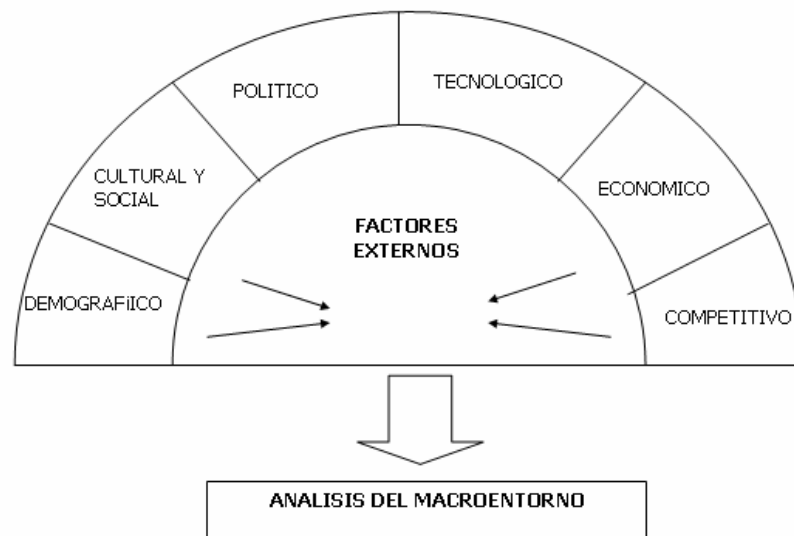 POLITICO
TECNOLOGICO
CULTURAL Y
SOCIAL
ECONOMICO
FACTORES
EXTERNOS
DEMOGRAFiICO
COMPETITIVO
ANALISIS DEL MACROENTORNO